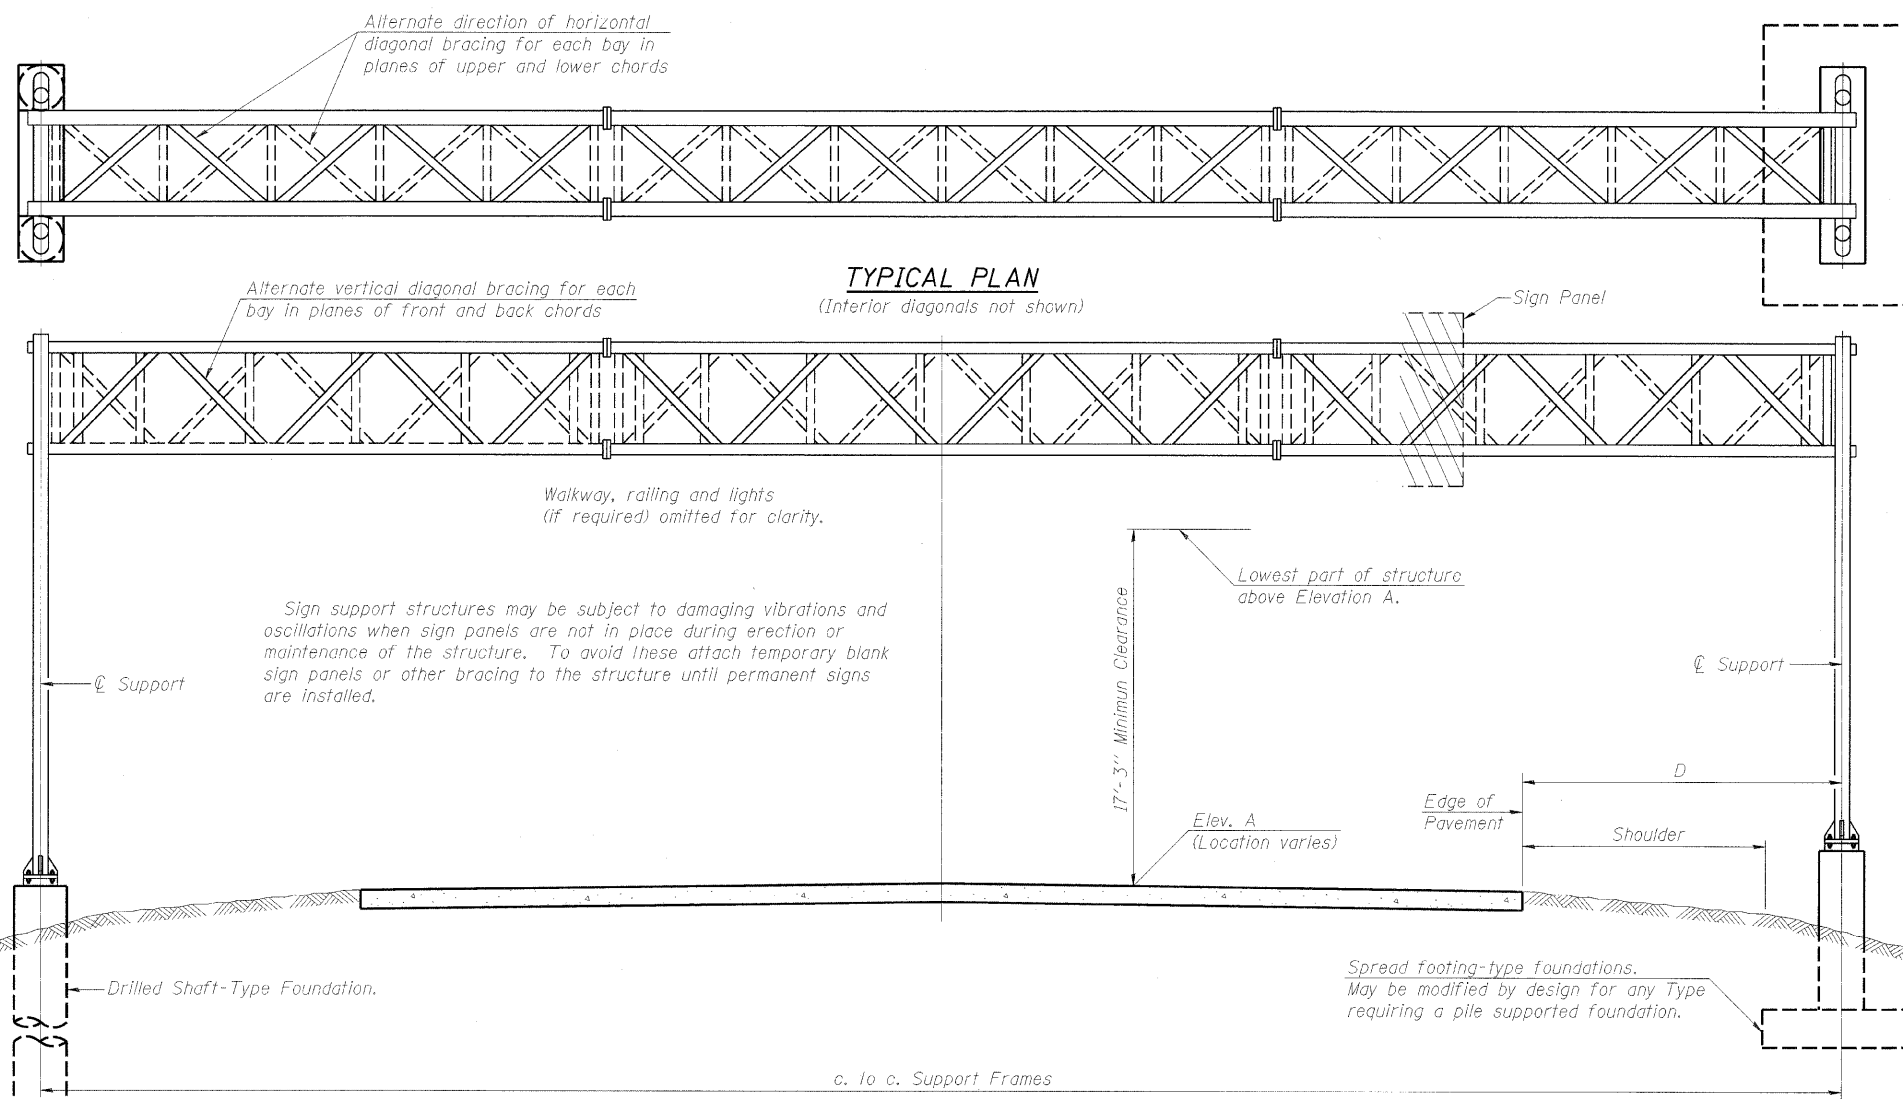 Alternate direction of horizontal
diagonal bracing for each bay in
planes of upper and lower chords
TYPICAL PLAN
(Interior diagonals not shown)
Alternate vertical diagonal bracing for each
bay in planes of front and back chords
Sign Panel
Walkway, railing and lights
(if required) omitted for clarity.
Lowest part of structure
above Elevation A.
Sign support structures may be subject to damaging vibrations and
oscillations when sign panels are not in place during erection or
maintenance of the structure. To avoid these attach temporary blank
sign panels or other bracing to the structure until permanent signs
are installed.
17'-3" Minimun Clearance
℄ Support
℄ Support
D
Edge of
Pavement
Shoulder
Elev. A
(Location varies)
Drilled Shaft-Type Foundation.
Spread footing-type foundations.
May be modified by design for any Type
requiring a pile supported foundation.
c. to c. Support Frames